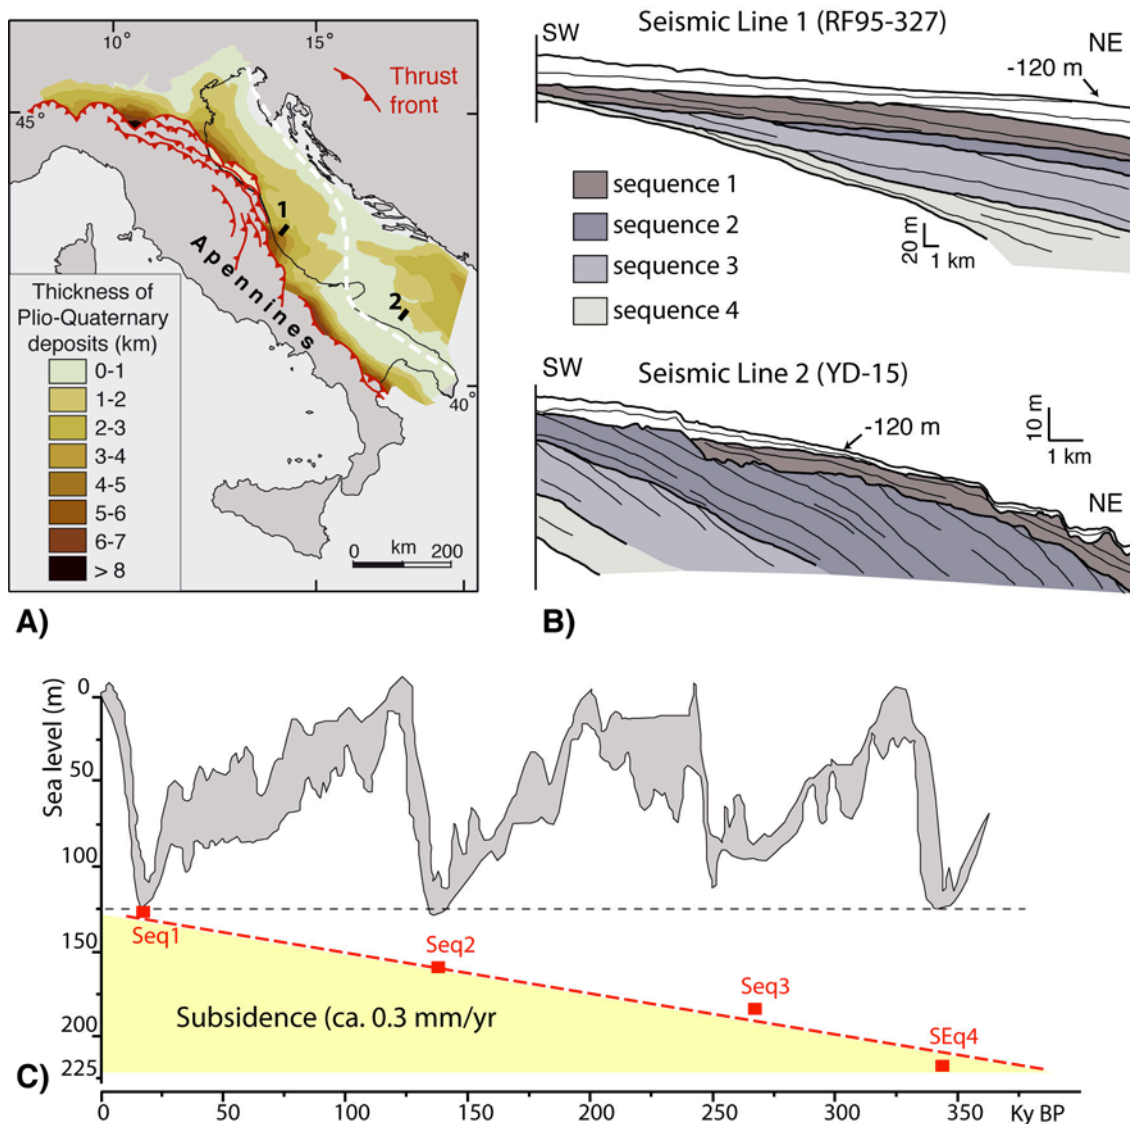 10°
15°
45°
Thrust
front
1
2
Apennines
40°
Thickness of
Plio-Quaternary
deposits (km)
0-1
1-2
2-3
3-4
4-5
5-6
6-7
> 8
0 km 200
A)
Seismic Line 1 (RF95-327)
SW
NE
-120 m
sequence 1
sequence 2
sequence 3
sequence 4
20 m
1 km
SW
Seismic Line 2 (YD-15)
-120 m
10 m
1 km
NE
B)
Sea level (m)
0
50
100
150
200
225
Seq1
Seq2
Seq3
SEq4
Subsidence (ca. 0.3 mm/yr
C)
0 50 100 150 200 250 300 350 Ky BP